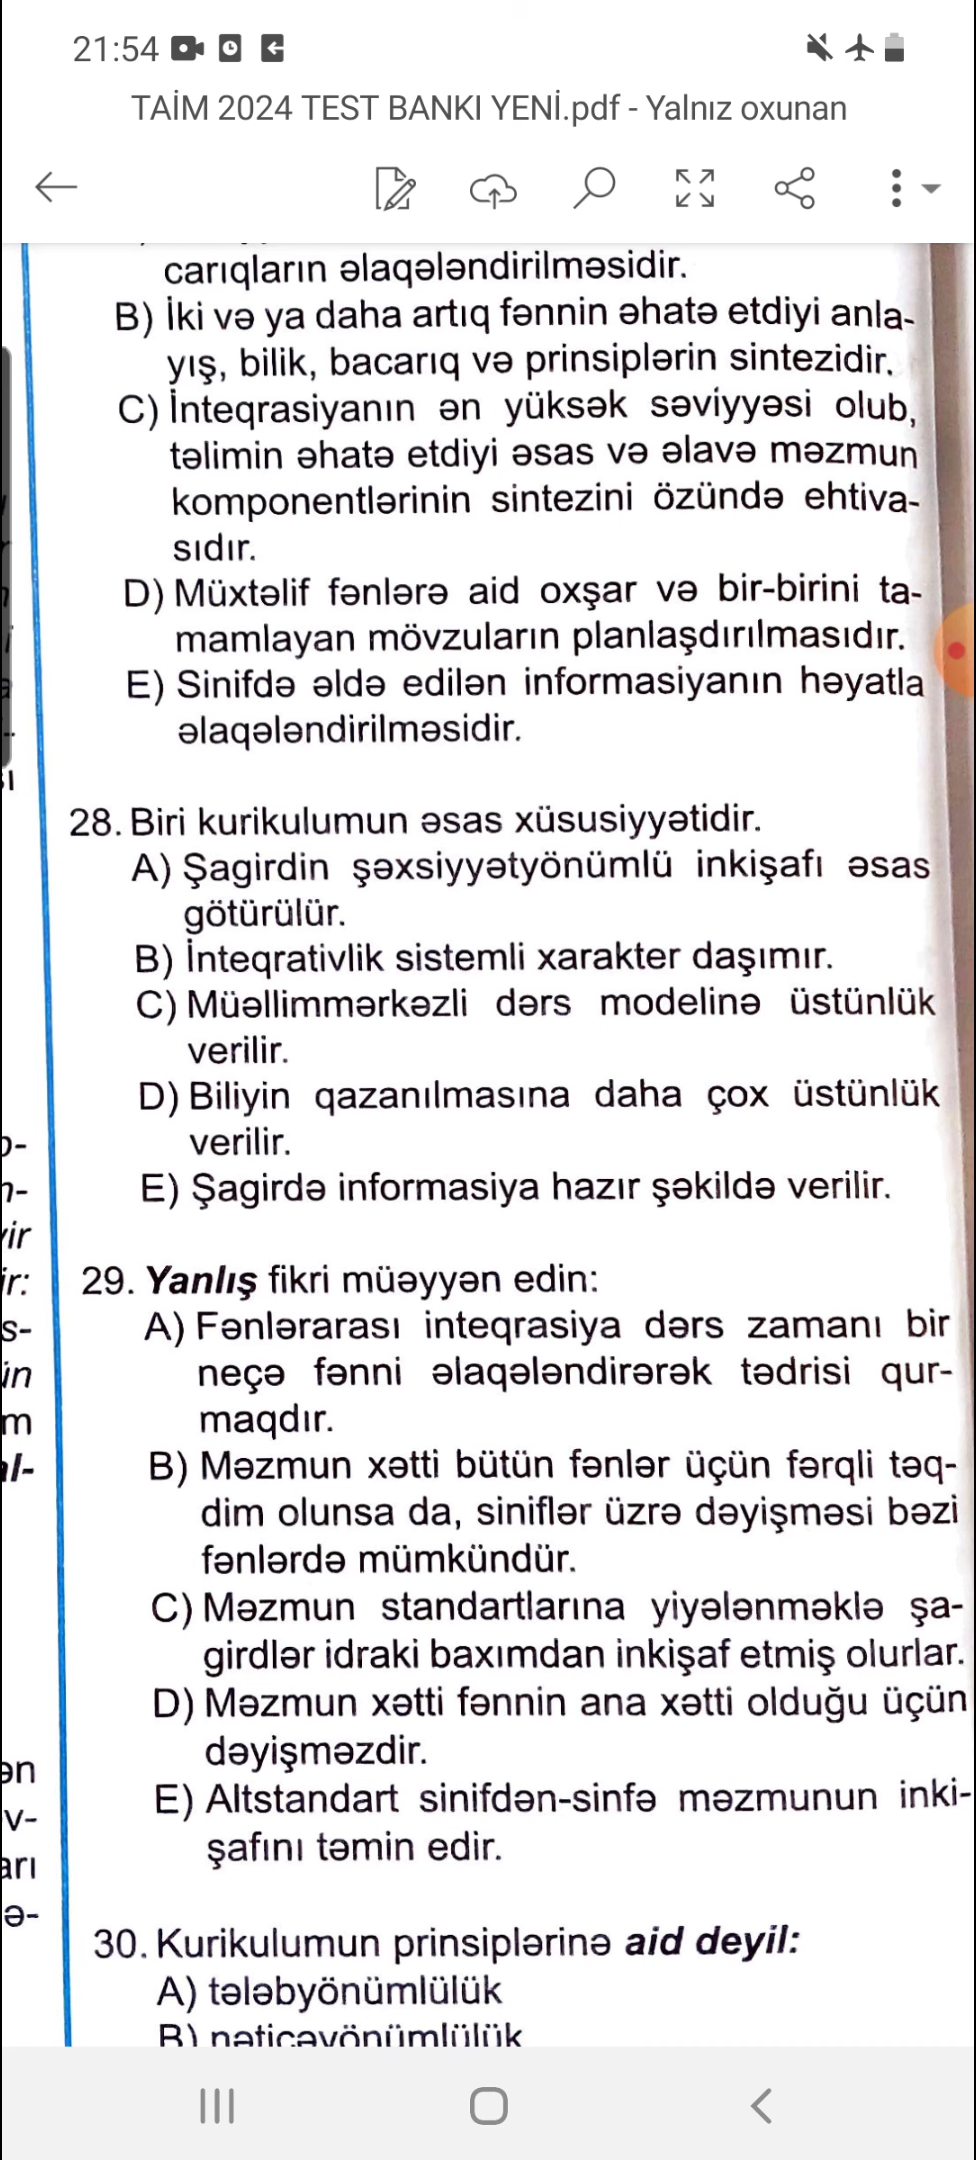 21:54
TAİM 2024 TEST BANKI YENİ.pdf - Yalnız oxunan
carıqların əlaqələndirilməsidir.
B) İki və ya daha artıq fənnin əhatə etdiyi anla-
yış, bilik, bacarıq və prinsiplərin sintezidir.
C) İnteqrasiyanın ən yüksək səviyyəsi olub,
təlimin əhatə etdiyi əsas və əlavə məzmun
komponentlərinin sintezini özündə ehtiva-
sıdır.
D) Müxtəlif fənlərə aid oxşar və bir-birini ta-
mamlayan mövzuların planlaşdırılmasıdır.
E) Sinifdə əldə edilən informasiyanın həyatla
əlaqələndirilməsidir.
28. Biri kurikulumun əsas xüsusiyyətidir.
A) Şagirdin şəxsiyyətyönümlü inkişafı əsas
götürülür.
B) İnteqrativlik sistemli xarakter daşımır.
C) Müəllimmərkəzli dərs modelinə üstünlük
verilir.
D) Biliyin qazanılmasına daha çox üstünlük
verilir.
E) Şagirdə informasiya hazır şəkildə verilir.
29. Yanlış fikri müəyyən edin:
A) Fənlərarası inteqrasiya dərs zamanı bir
neçə fənni əlaqələndirərək tədrisi qur-
maqdır.
B) Məzmun xətti bütün fənlər üçün fərqli təq-
dim olunsa da, siniflər üzrə dəyişməsi bəzi
fənlərdə mümkündür.
C) Məzmun standartlarına yiyələnməklə şa-
girdlər idraki baxımdan inkişaf etmiş olurlar.
D) Məzmun xətti fənnin ana xətti olduğu üçün
dəyişməzdir.
E) Altstandart sinifdən-sinfə məzmunun inki-
şafını təmin edir.
30. Kurikulumun prinsiplərinə aid deyil:
A) tələbyönümlülük
B) nəticəyönümlülük